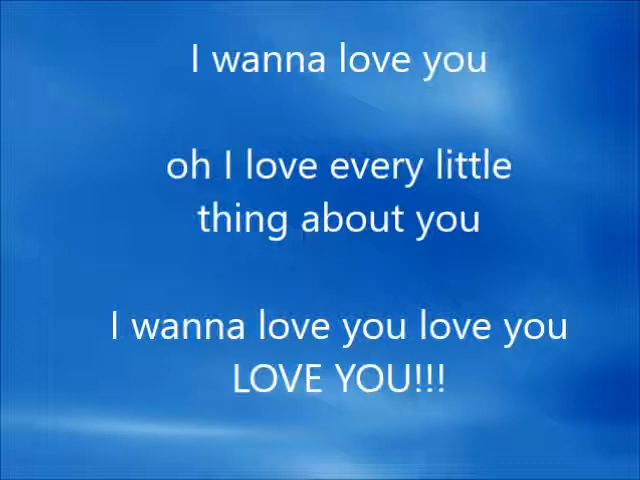 I wanna love you
oh I love every little
thing about you
I wanna love you love you
LOVE YOU!!!